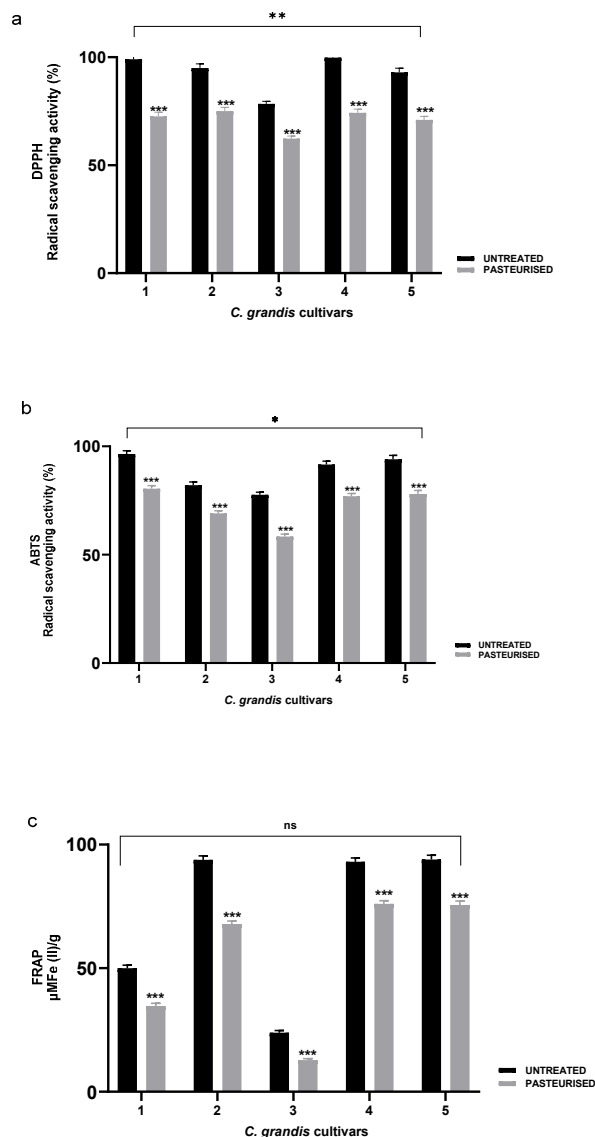 a
**
100
50
0
DPPH
Radical scavenging activity (%)
*** *** *** *** ***
1 2 3 4 5
C. grandis cultivars
UNTREATED
PASTEURISED
b
*
100
50
0
ABTS
Radical scavenging activity (%)
*** *** *** *** ***
1 2 3 4 5
C. grandis cultivars
UNTREATED
PASTEURISED
c
ns
100
50
0
FRAP
µMFe (II)/g
*** *** *** *** ***
1 2 3 4 5
C. grandis cultivars
UNTREATED
PASTEURISED